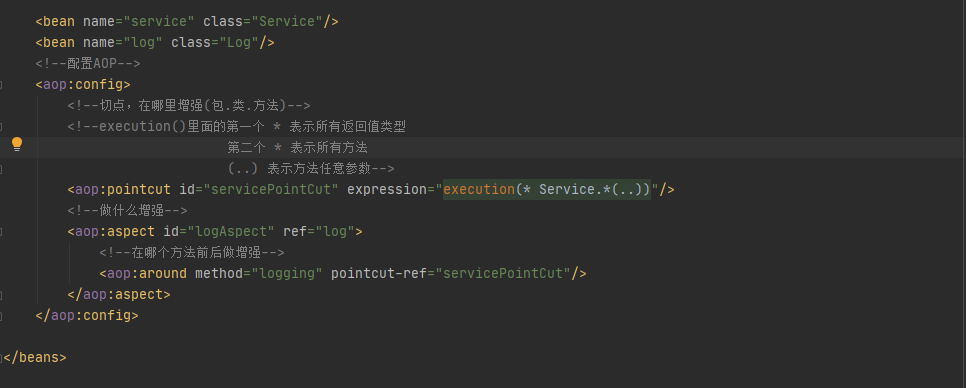 <bean name="service" class="Service"/>
<bean name="log" class="Log"/>
<!--配置AOP-->
<aop:config>
<!--切点,在哪里增强(包.类.方法)-->
<!--execution()里面的第一个 * 表示所有返回值类型
第二个 * 表示所有方法
(..) 表示方法任意参数-->
<aop:pointcut id="servicePointCut" expression="execution(* Service.*(..))"/>
<!--做什么增强-->
<aop:aspect id="logAspect" ref="log">
<!--在哪个方法前后做增强-->
<aop:around method="logging" pointcut-ref="servicePointCut"/>
</aop:aspect>
</aop:config>
</beans>